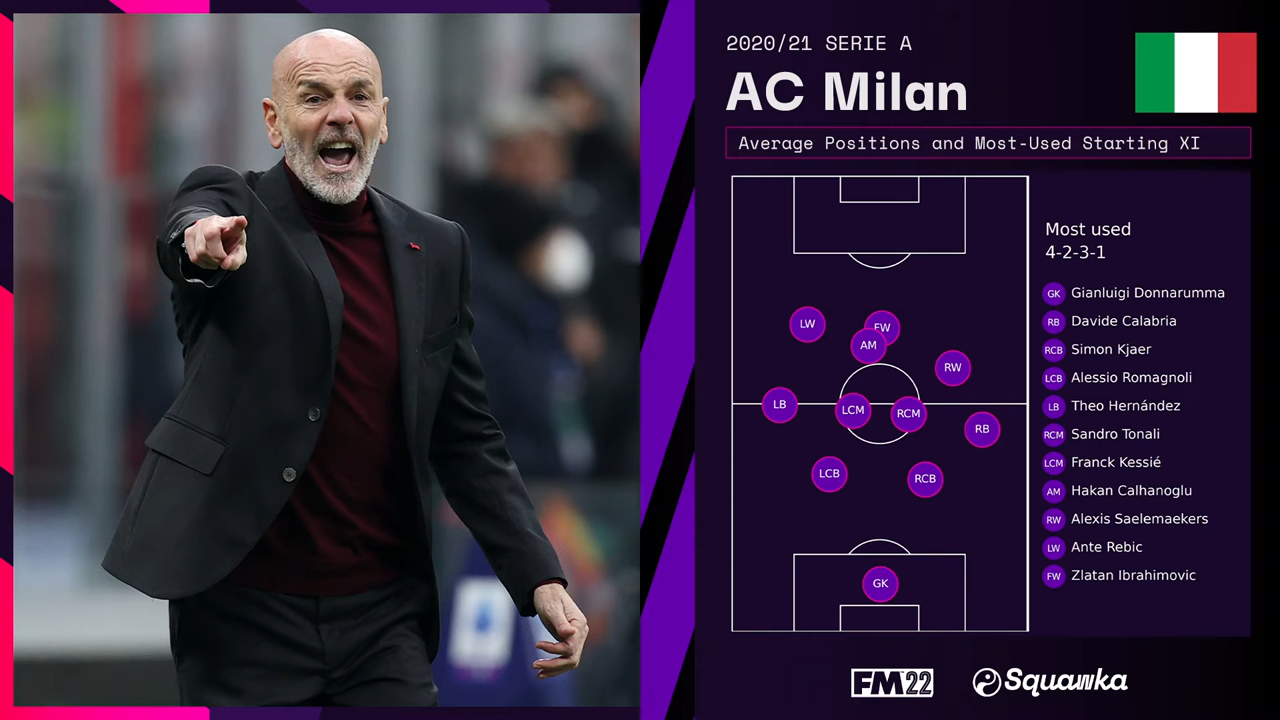 2020/21 SERIE A
AC Milan
Average Positions and Most-Used Starting XI
LW
FW
AM
RW
LB
LCM
RCM
RB
LCB
RCB
GK
Most used
4-2-3-1
GK Gianluigi Donnarumma
RB Davide Calabria
RCB Simon Kjaer
LCB Alessio Romagnoli
LB Theo Hernández
RCM Sandro Tonali
LCM Franck Kessié
AM Hakan Calhanoglu
RW Alexis Saelemaekers
LW Ante Rebic
FW Zlatan Ibrahimovic
FM22
Squawka